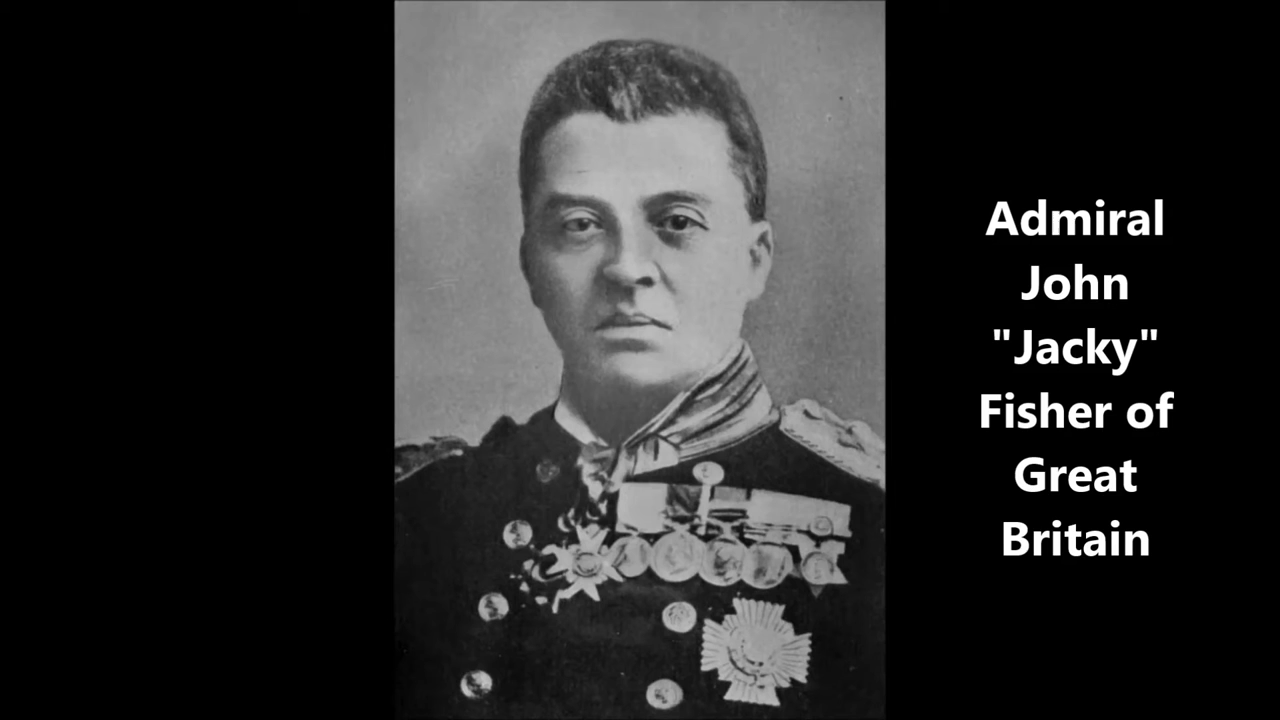 Admiral
John
"Jacky"
Fisher of
Great
Britain